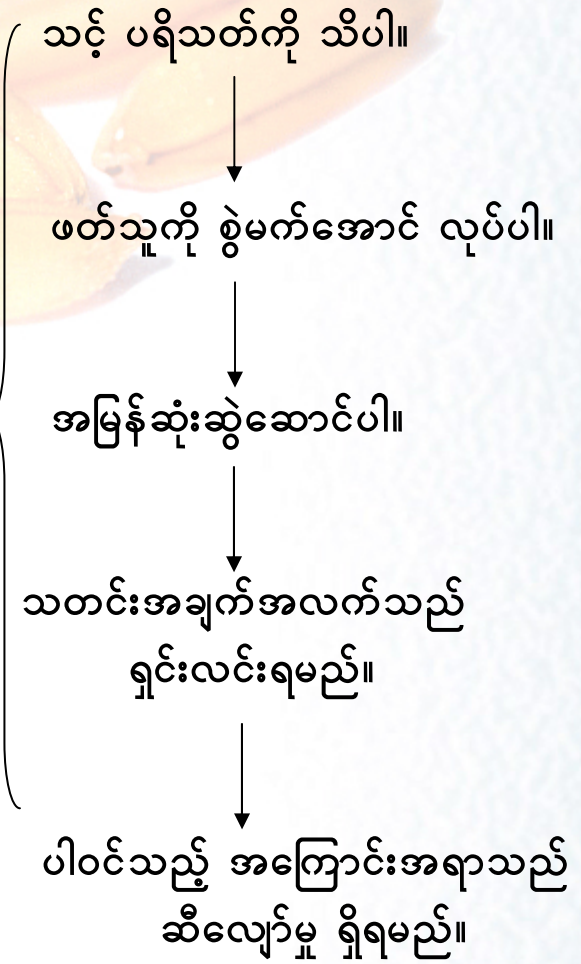 သင့် ပရိသတ်ကို သိပါ။
ဖတ်သူကို စွဲမက်အောင် လုပ်ပါ။
အမြန်ဆုံးဆွဲဆောင်ပါ။
သတင်းအချက်အလက်သည်
ရှင်းလင်းရမည်။
ပါဝင်သည့် အကြောင်းအရာသည်
ဆီလျော်မှု ရှိရမည်။